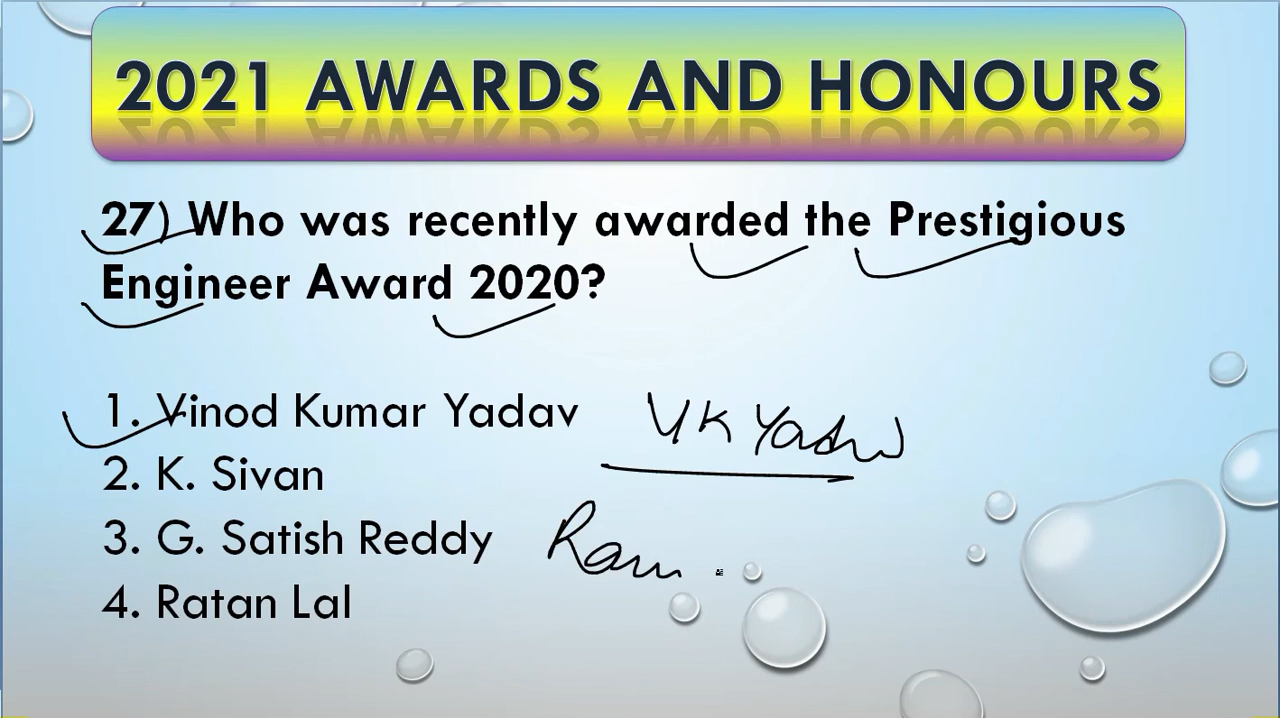 2021 AWARDS AND HONOURS
27) Who was recently awarded the Prestigious
Engineer Award 2020?
1. Vinod Kumar Yadav
VK Yadav
2. K. Sivan
3. G. Satish Reddy
4. Ratan Lal